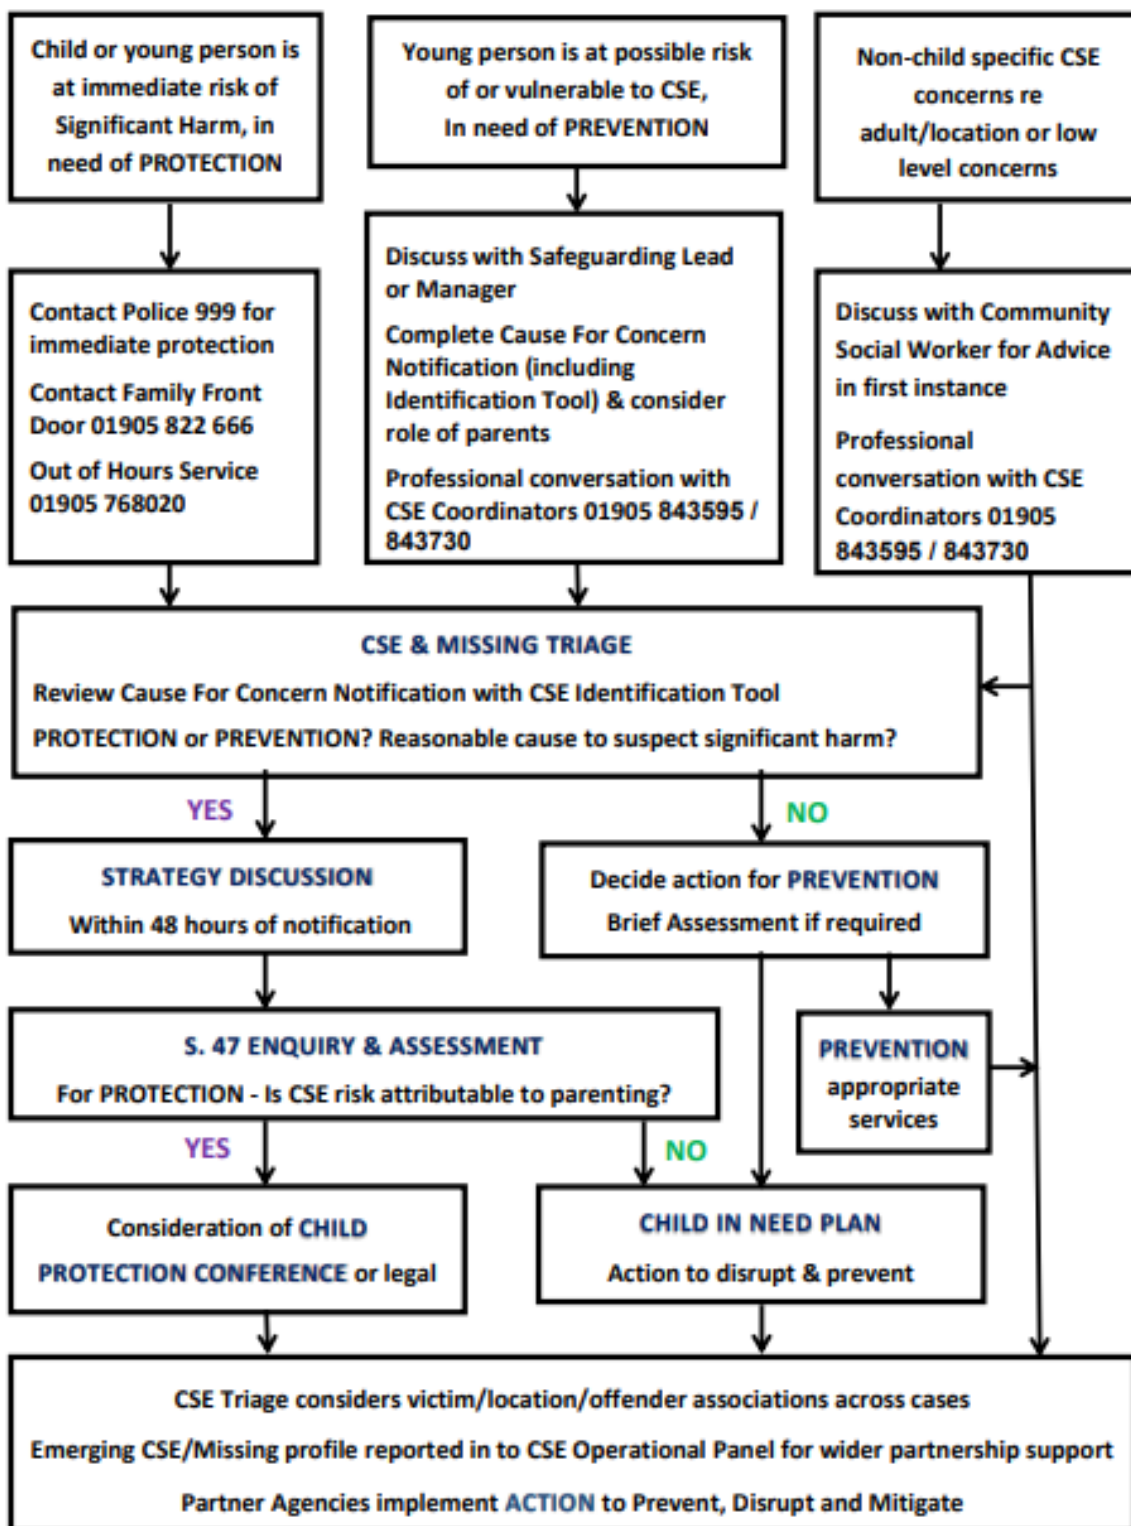 Child or young person is
at immediate risk of
Significant Harm, in
need of PROTECTION
Young person is at possible risk
of or vulnerable to CSE,
In need of PREVENTION
Non-child specific CSE
concerns re
adult/location or low
level concerns
Contact Police 999 for
immediate protection
Contact Family Front
Door 01905 822 666
Out of Hours Service
01905 768020
Discuss with Safeguarding Lead
or Manager
Complete Cause For Concern
Notification (including
Identification Tool) & consider
role of parents
Professional conversation with
CSE Coordinators 01905 843595 /
843730
Discuss with Community
Social Worker for Advice
in first instance
Professional
conversation with CSE
Coordinators 01905
843595 / 843730
CSE & MISSING TRIAGE
Review Cause For Concern Notification with CSE Identification Tool
PROTECTION or PREVENTION? Reasonable cause to suspect significant harm?
YES
NO
STRATEGY DISCUSSION
Within 48 hours of notification
Decide action for PREVENTION
Brief Assessment if required
S. 47 ENQUIRY & ASSESSMENT
For PROTECTION - Is CSE risk attributable to parenting?
PREVENTION
appropriate
services
YES
NO
Consideration of CHILD
PROTECTION CONFERENCE or legal
CHILD IN NEED PLAN
Action to disrupt & prevent
CSE Triage considers victim/location/offender associations across cases
Emerging CSE/Missing profile reported in to CSE Operational Panel for wider partnership support
Partner Agencies implement ACTION to Prevent, Disrupt and Mitigate